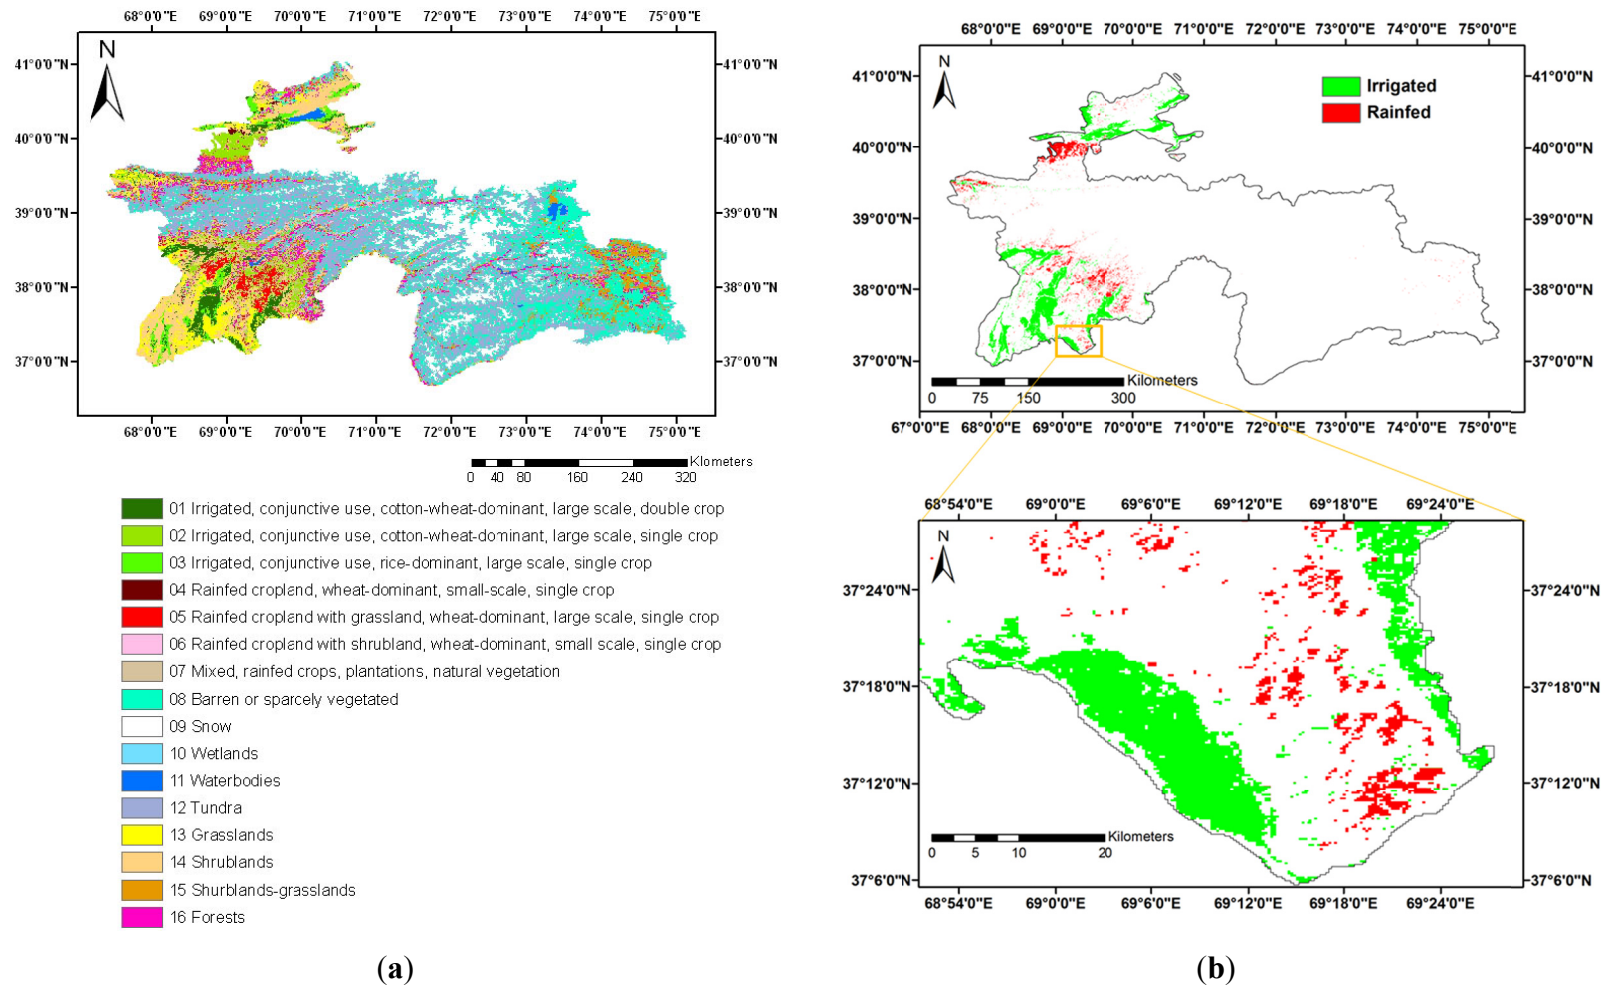 68°0'0"E 69°0'0"E 70°0'0"E 71°0'0"E 72°0'0"E 73°0'0"E 74°0'0"E 75°0'0"E
N
41°0'0"N 41°0'0"N
40°0'0"N 40°0'0"N
39°0'0"N 39°0'0"N
38°0'0"N 38°0'0"N
37°0'0"N 37°0'0"N
68°0'0"E 69°0'0"E 70°0'0"E 71°0'0"E 72°0'0"E 73°0'0"E 74°0'0"E 75°0'0"E
Kilometers
0 40 80 160 240 320
01 Irrigated, conjunctive use, cotton-wheat-dominant, large scale, double crop
02 Irrigated, conjunctive use, cotton-wheat-dominant, large scale, single crop
03 Irrigated, conjunctive use, rice-dominant, large scale, single crop
04 Rainfed cropland, wheat-dominant, small-scale, single crop
05 Rainfed cropland with grassland, wheat-dominant, large scale, single crop
06 Rainfed cropland with shrubland, wheat-dominant, small scale, single crop
07 Mixed, rainfed crops, plantations, natural vegetation
08 Barren or sparcely vegetated
09 Snow
10 Wetlands
11 Waterbodies
12 Tundra
13 Grasslands
14 Shrublands
15 Shurblands-grasslands
16 Forests
(a)
68°0'0"E 69°0'0"E 70°0'0"E 71°0'0"E 72°0'0"E 73°0'0"E 74°0'0"E 75°0'0"E
N
Irrigated
Rainfed
41°0'0"N 41°0'0"N
40°0'0"N 40°0'0"N
39°0'0"N 39°0'0"N
38°0'0"N 38°0'0"N
37°0'0"N 37°0'0"N
Kilometers
0 75 150 300
67°0'0"E 68°0'0"E 69°0'0"E 70°0'0"E 71°0'0"E 72°0'0"E 73°0'0"E 74°0'0"E 75°0'0"E
68°54'0"E 69°0'0"E 69°6'0"E 69°12'0"E 69°18'0"E 69°24'0"E
N
37°24'0"N 37°24'0"N
37°18'0"N 37°18'0"N
37°12'0"N 37°12'0"N
37°6'0"N 37°6'0"N
Kilometers
0 5 10 20
68°54'0"E 69°0'0"E 69°6'0"E 69°12'0"E 69°18'0"E 69°24'0"E
(b)